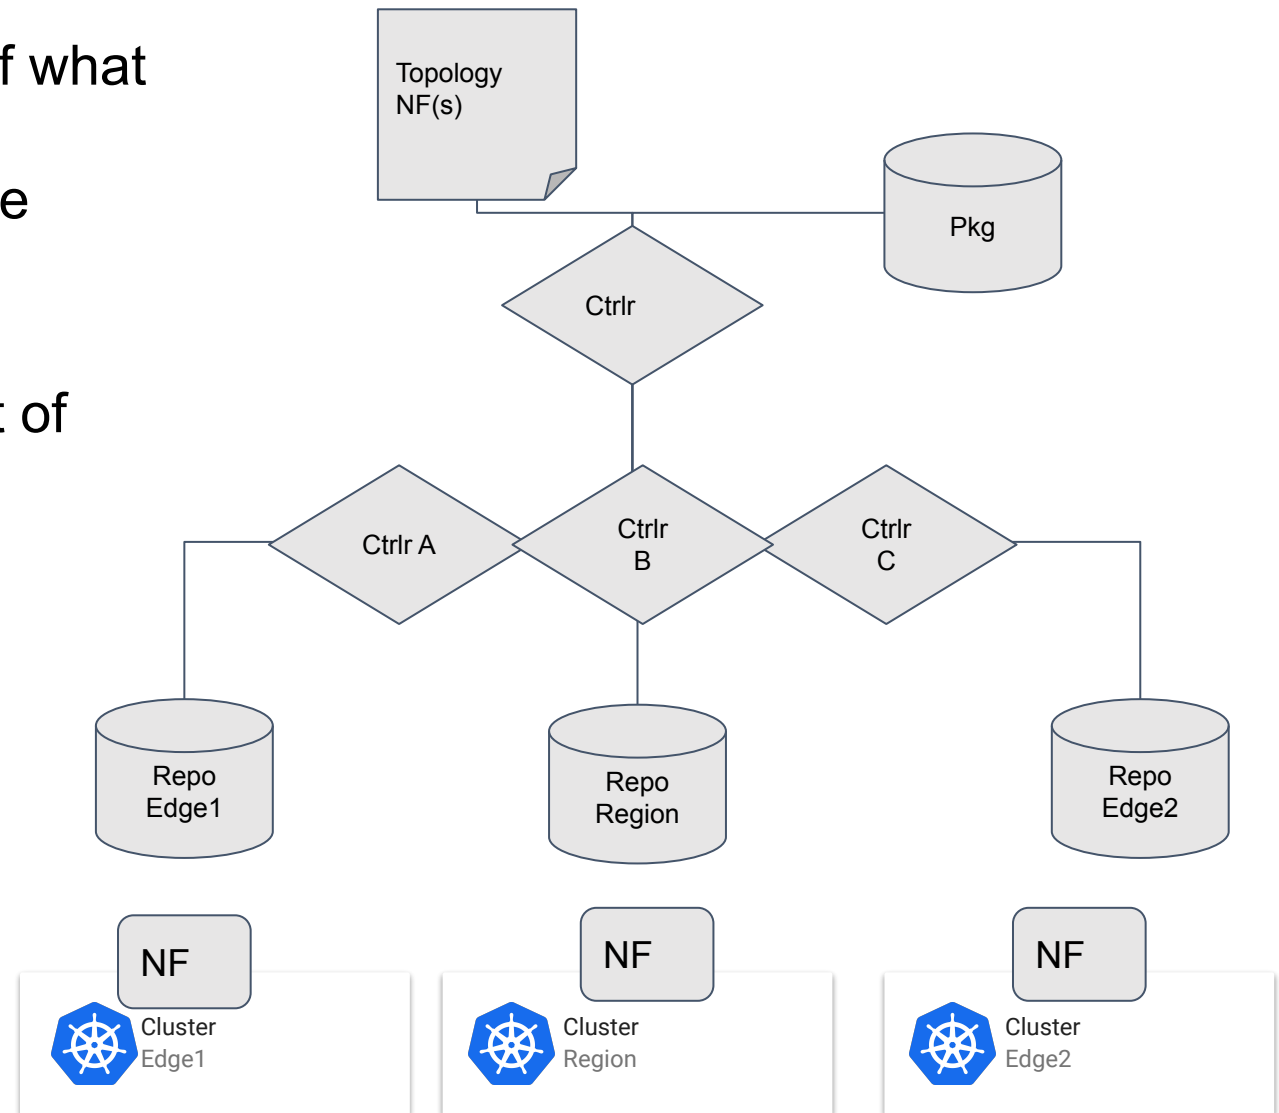 f what
e
t of
Topology
NF(s)
Pkg
Ctrlr
Ctrlr A
Ctrlr
B
Ctrlr
C
Repo
Edge1
Repo
Region
Repo
Edge2
NF
NF
NF
Cluster
Edge1
Cluster
Region
Cluster
Edge2